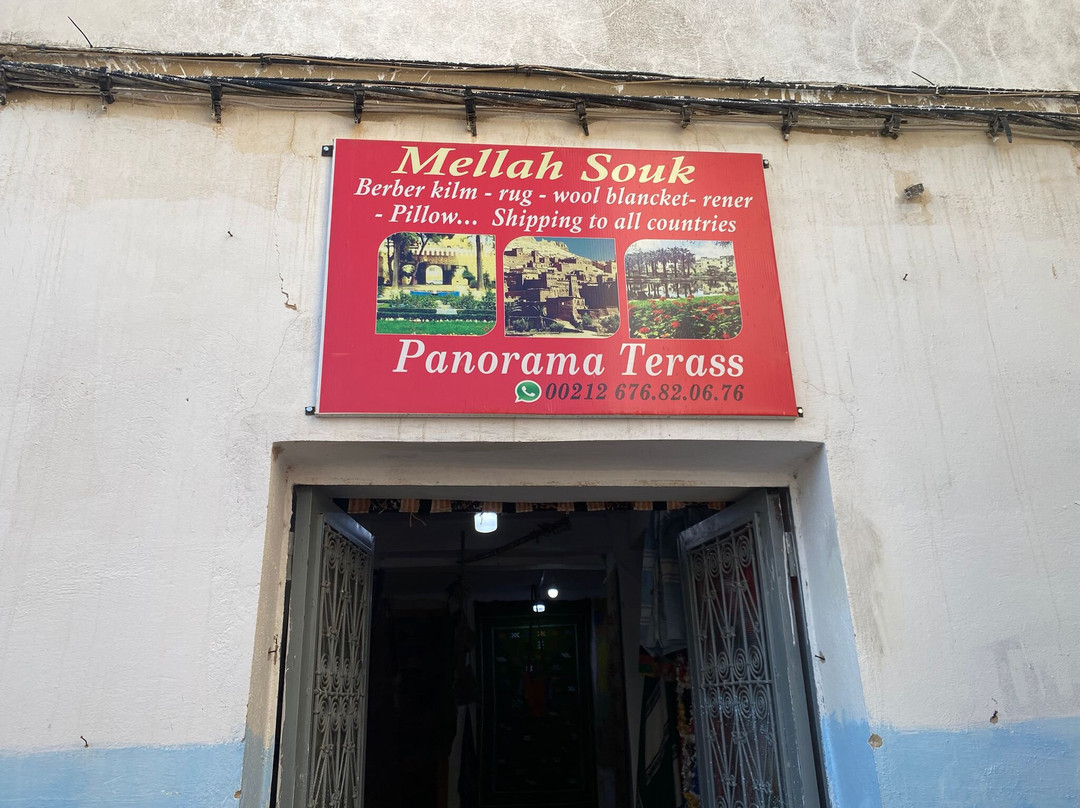 Mellah Souk
Berber kilm - rug - wool blancket- rener
- Pillow... Shipping to all countries
Panorama Terass
00212 676.82.06.76